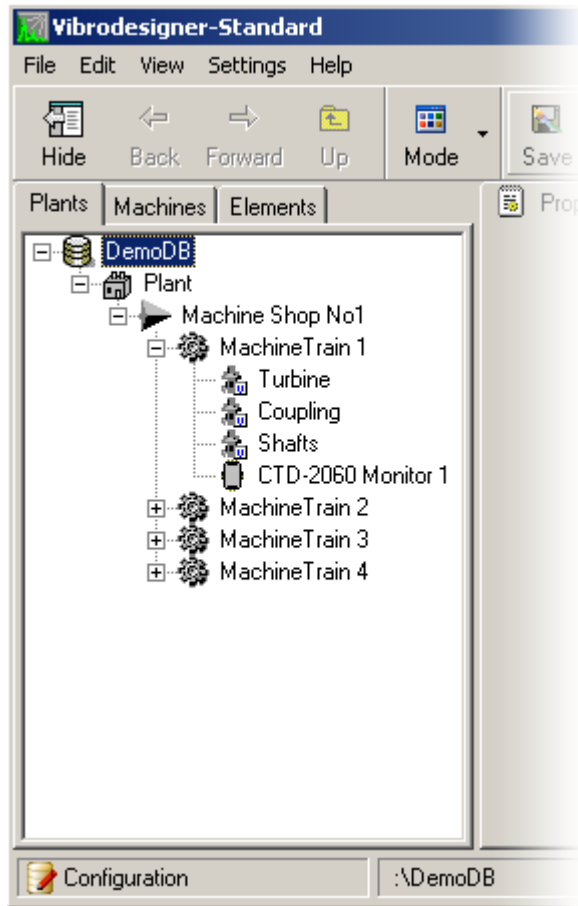 Vibrodesigner-Standard
File Edit View Settings Help
Hide Back Forward Up Mode Save
Plants Machines Elements
DemoDB
Plant
Machine Shop No1
MachineTrain 1
Turbine
Coupling
Shafts
CTD-2060 Monitor 1
MachineTrain 2
MachineTrain 3
MachineTrain 4
Configuration :\DemoDB